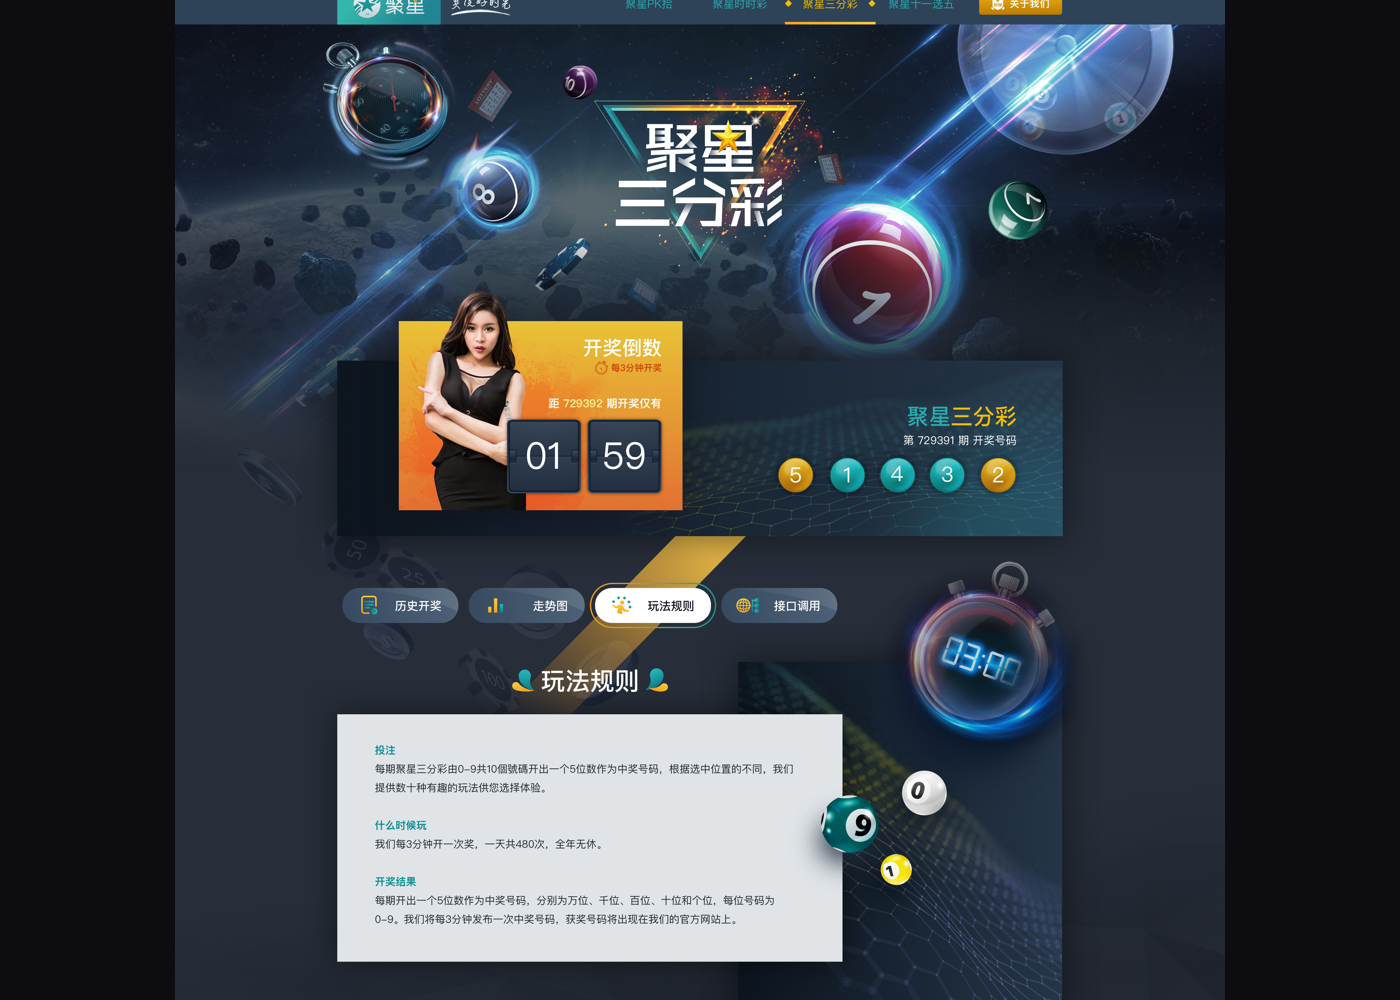 聚星
聚星PK拾
聚星时时彩
聚星三分彩
聚星十一选五
关于我们
聚星
三分彩
10
8
7
7
1
开奖倒数
每3分钟开奖
距 729392 期开奖仅有
01 59
聚星三分彩
第 729391 期 开奖号码
5 1 4 3 2
50
25
100
历史开奖
走势图
玩法规则
接口调用
03:00
玩法规则
投注
每期聚星三分彩由0-9共10個號碼开出一个5位数作为中奖号码，根据选中位置的不同，我们
提供数十种有趣的玩法供您选择体验。
什么时候玩
我们每3分钟开一次奖，一天共480次，全年无休。
开奖结果
每期开出一个5位数作为中奖号码，分别为万位、千位、百位、十位和个位，每位号码为
0-9。我们将每3分钟发布一次中奖号码，获奖号码将出现在我们的官方网站上。
0
9
1